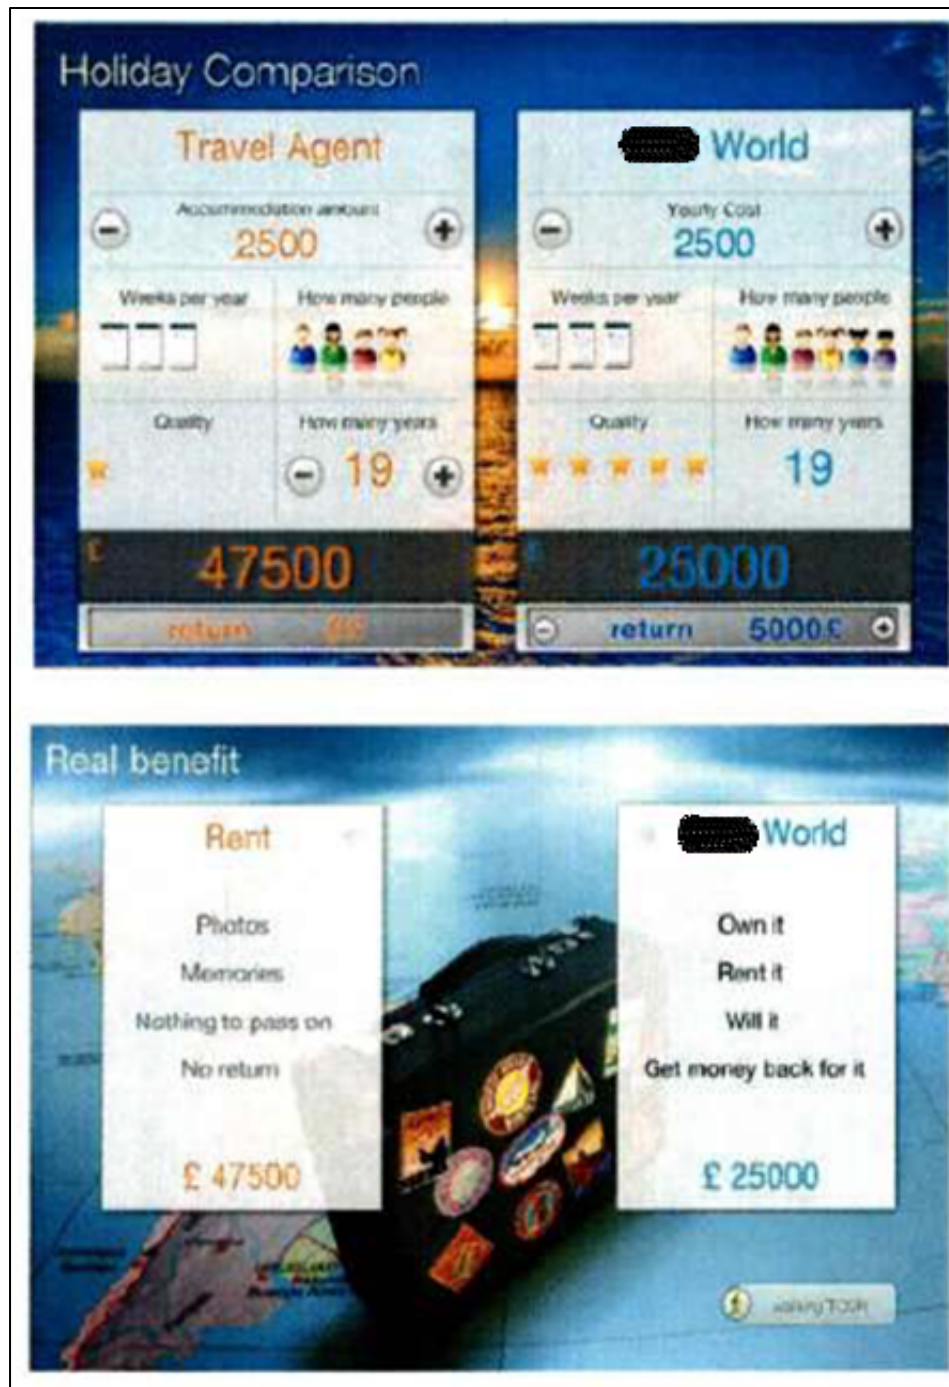 Holiday Comparison
Travel Agent
Accommodation amount
2500
Weeks per year How many people
Quality How many years
19
£ 47500
return
World
Yearly Cost
2500
Weeks per year How many people
Quality How many years
19
£ 25000
return 5000£
Real benefit
Rent
Photos
Memories
Nothing to pass on
No return
£ 47500
World
Own it
Rent it
Will it
Get money back for it
£ 25000
walking TOUR